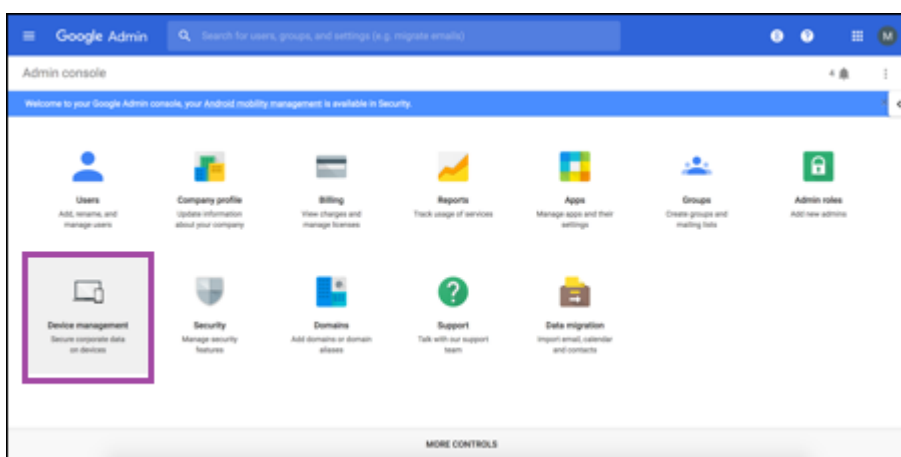 Google Admin
Search for users, groups, and settings (e.g. migrate emails)
M
Admin console
4
Welcome to your Google Admin console, your Android mobility management is available in Security.
Users
Add, rename, and
manage users
Company profile
Update information
about your company
Billing
View charges and
manage licenses
Reports
Track usage of services
Apps
Manage apps and their
settings
Groups
Create groups and
mailing lists
Admin roles
Add new admins
Device management
Secure corporate data
on devices
Security
Manage security
features
Domains
Add domains or domain
aliases
Support
Talk with our support
team
Data migration
Import email, calendar
and contacts
MORE CONTROLS